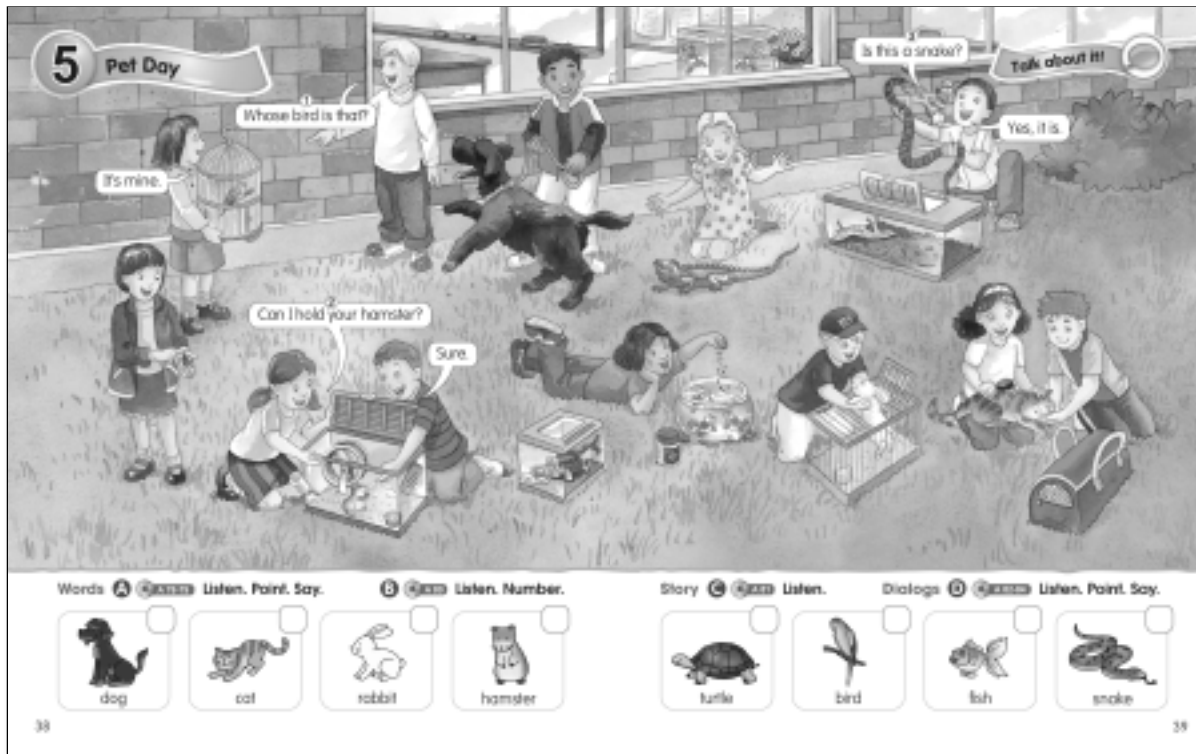 5 Pet Day
1
Whose bird is that?
It's mine.
2
Can I hold your hamster?
Sure.
3
Is this a snake?
Yes, it is.
Talk about it!
Words A Listen. Point. Say.
B Listen. Number.
Story C Listen.
Dialogs D Listen. Point. Say.
dog
cat
rabbit
hamster
turtle
bird
fish
snake
38
39